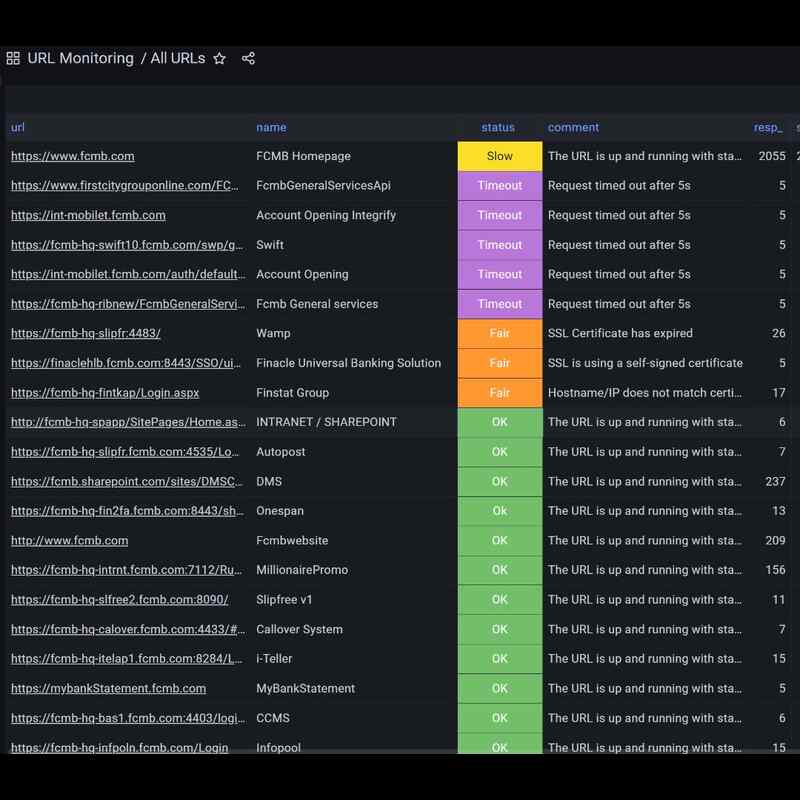 URL Monitoring / All URLs
url name status comment resp_ s
https://www.fcmb.com FCMB Homepage Slow The URL is up and running with sta... 2055 2
https://www.firstcitygrouponline.com/FC... FcmbGeneralServicesApi Timeout Request timed out after 5s 5
https://int-mobilet.fcmb.com Account Opening Integrify Timeout Request timed out after 5s 5
https://fcmb-hq-swift10.fcmb.com/swp/g... Swift Timeout Request timed out after 5s 5
https://int-mobilet.fcmb.com/auth/default... Account Opening Timeout Request timed out after 5s 5
https://fcmb-hq-ribnew/FcmbGeneralServi... Fcmb General services Timeout Request timed out after 5s 5
https://fcmb-hq-slipfr:4483/ Wamp Fair SSL Certificate has expired 26
https://finaclehlb.fcmb.com:8443/SSO/ui... Finacle Universal Banking Solution Fair SSL is using a self-signed certificate 5
https://fcmb-hq-fintkap/Login.aspx Finstat Group Fair Hostname/IP does not match certi... 17
http://fcmb-hq-spapp/SitePages/Home.as... INTRANET / SHAREPOINT OK The URL is up and running with sta... 6
https://fcmb-hq-slipfr.fcmb.com:4535/Lo... Autopost OK The URL is up and running with sta... 7
https://fcmb.sharepoint.com/sites/DMSC... DMS OK The URL is up and running with sta... 237
https://fcmb-hq-fin2fa.fcmb.com:8443/sh... Onespan Ok The URL is up and running with sta... 13
http://www.fcmb.com Fcmbwebsite OK The URL is up and running with sta... 209
https://fcmb-hq-intrnt.fcmb.com:7112/Ru... MillionairePromo OK The URL is up and running with sta... 156
https://fcmb-hq-slfree2.fcmb.com:8090/ Slipfree v1 OK The URL is up and running with sta... 11
https://fcmb-hq-calover.fcmb.com:4433/#... Callover System OK The URL is up and running with sta... 7
https://fcmb-hq-itelap1.fcmb.com:8284/L... i-Teller OK The URL is up and running with sta... 15
https://mybankStatement.fcmb.com MyBankStatement OK The URL is up and running with sta... 5
https://fcmb-hq-bas1.fcmb.com:4403/logi... CCMS OK The URL is up and running with sta... 6
https://fcmb-hq-infpoln.fcmb.com/Login Infopool OK The URL is up and running with sta... 15